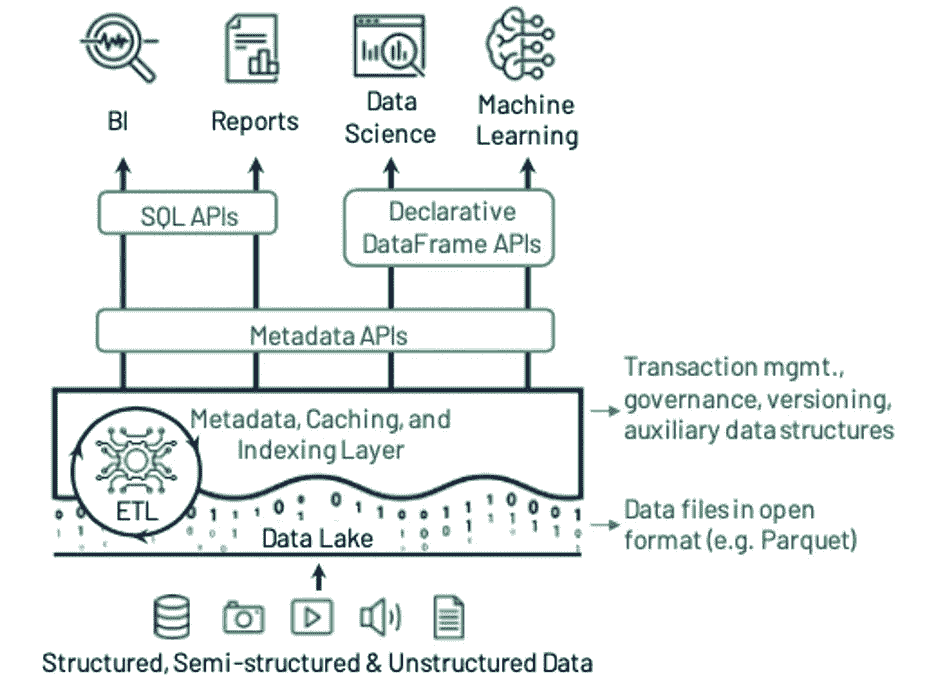 BI
Reports
Data
Science
Machine
Learning
SQL APIs
Declarative
DataFrame APIs
Metadata APIs
Metadata, Caching, and
Indexing Layer
Transaction mgmt.,
governance, versioning,
auxiliary data structures
ETL
Data Lake
Data files in open
format (e.g. Parquet)
Structured, Semi-structured & Unstructured Data